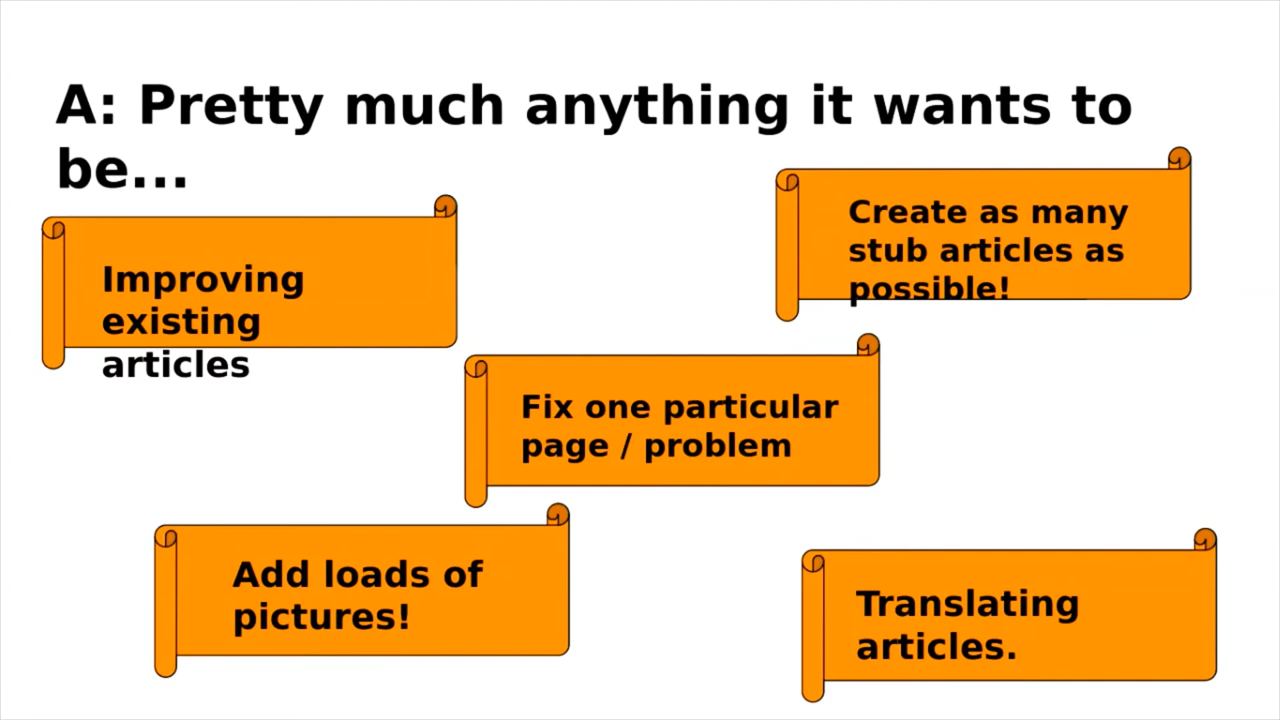 A: Pretty much anything it wants to
be...
Create as many
stub articles as
possible!
Improving
existing
articles
Fix one particular
page / problem
Add loads of
pictures!
Translating
articles.